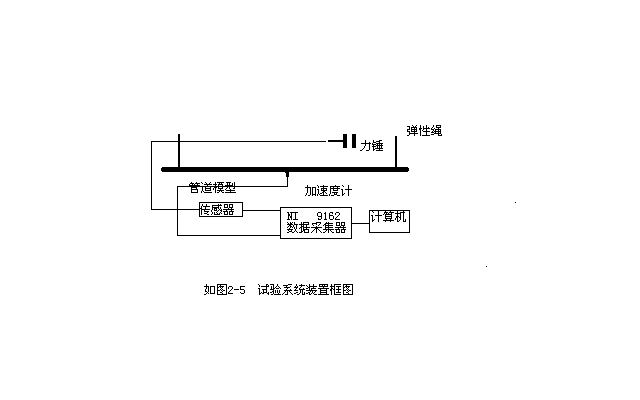 弹性绳
力锤
管道模型
加速度计
传感器
NI 9162
数据采集器
计算机
如图2-5 试验系统装置框图